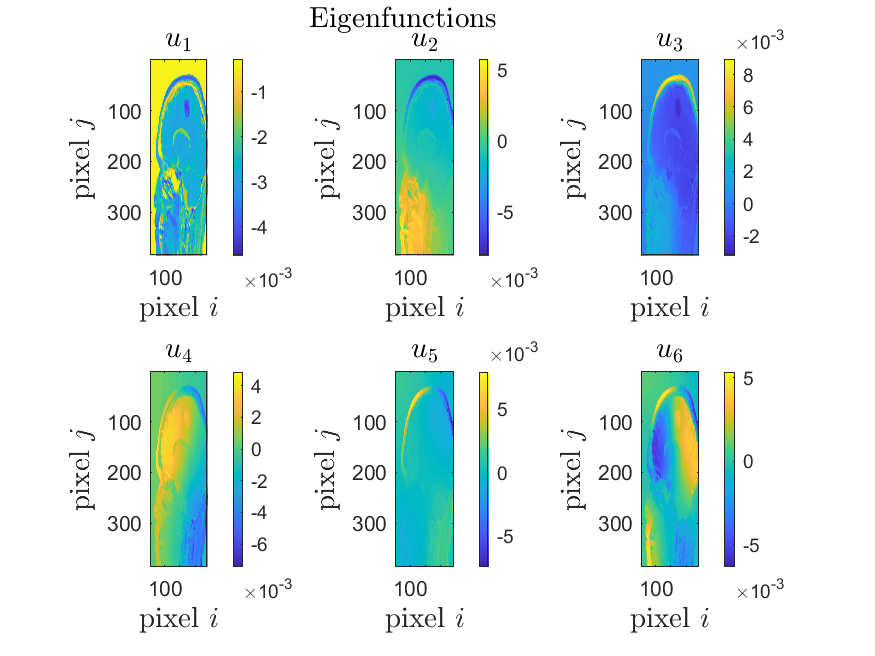 Eigenfunctions
u₁ u₂ u₃
×10⁻³
100 200 300 pixel j -1 -2 -3 -4
100 200 300 pixel j 5 0 -5
100 200 300 pixel j 8 6 4 2 0 -2
100 ×10⁻³ 100 ×10⁻³ 100
pixel i pixel i pixel i
u₄ u₅ u₆
×10⁻³
100 200 300 pixel j 4 2 0 -2 -4 -6
100 200 300 pixel j 5 0 -5
100 200 300 pixel j 5 0 -5
100 ×10⁻³ 100 100 ×10⁻³
pixel i pixel i pixel i